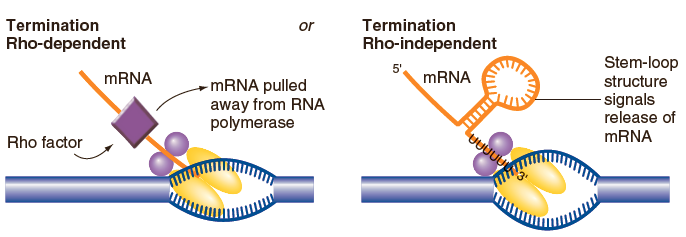 Termination
Rho-dependent
or
Termination
Rho-independent
mRNA
mRNA pulled
away from RNA
polymerase
Rho factor
5'
mRNA
Stem-loop
structure
signals
release of
mRNA
UUUUUU
3'